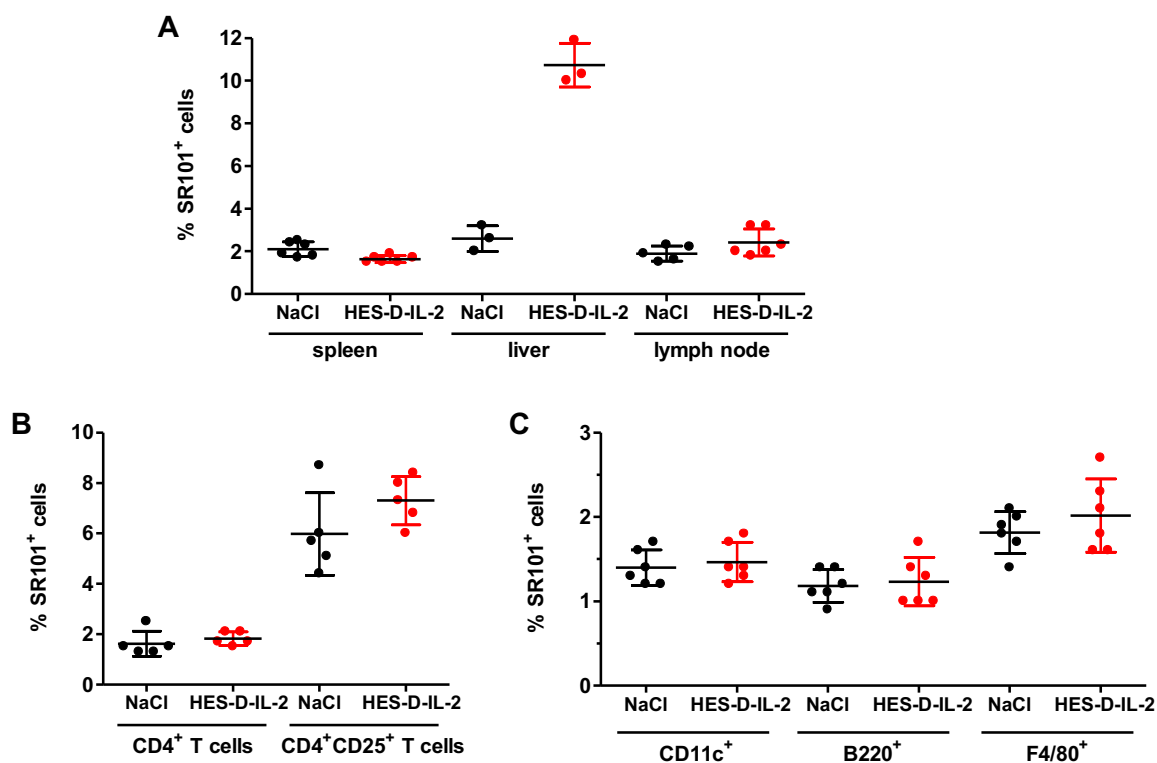 A
% SR101⁺ cells
12
10
8
6
4
2
0
NaCl HES-D-IL-2 NaCl HES-D-IL-2 NaCl HES-D-IL-2
spleen liver lymph node
B
% SR101⁺ cells
10
8
6
4
2
0
NaCl HES-D-IL-2 NaCl HES-D-IL-2
CD4⁺ T cells CD4⁺CD25⁺ T cells
C
% SR101⁺ cells
3
2
1
0
NaCl HES-D-IL-2 NaCl HES-D-IL-2 NaCl HES-D-IL-2
CD11c⁺ B220⁺ F4/80⁺